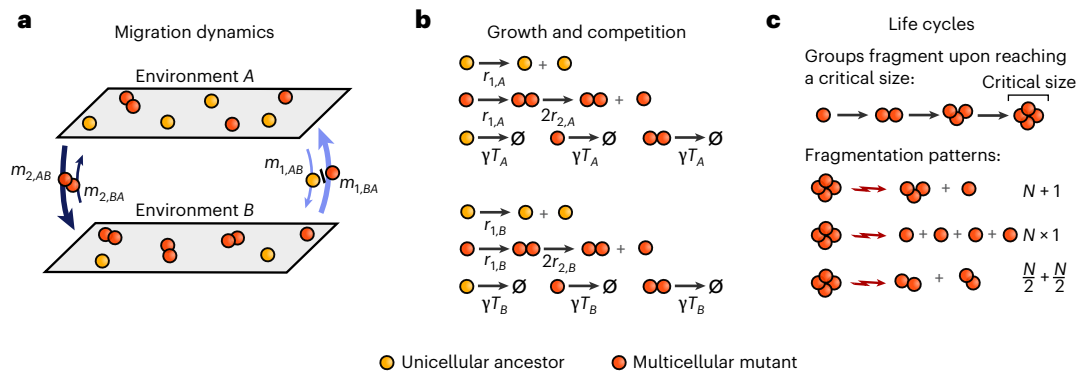 a
Migration dynamics
Environment A
m2,AB
m2,BA
m1,AB
m1,BA
Environment B
b
Growth and competition
+
r1,A
+
r1,A 2r2,A
Ø Ø Ø
γTA γTA γTA
+
r1,B
+
r1,B 2r2,B
Ø Ø Ø
γTB γTB γTB
c
Life cycles
Groups fragment upon reaching
a critical size:
Critical size
Fragmentation patterns:
+ N + 1
+ + + N × 1
+ N/2 + N/2
Unicellular ancestor Multicellular mutant